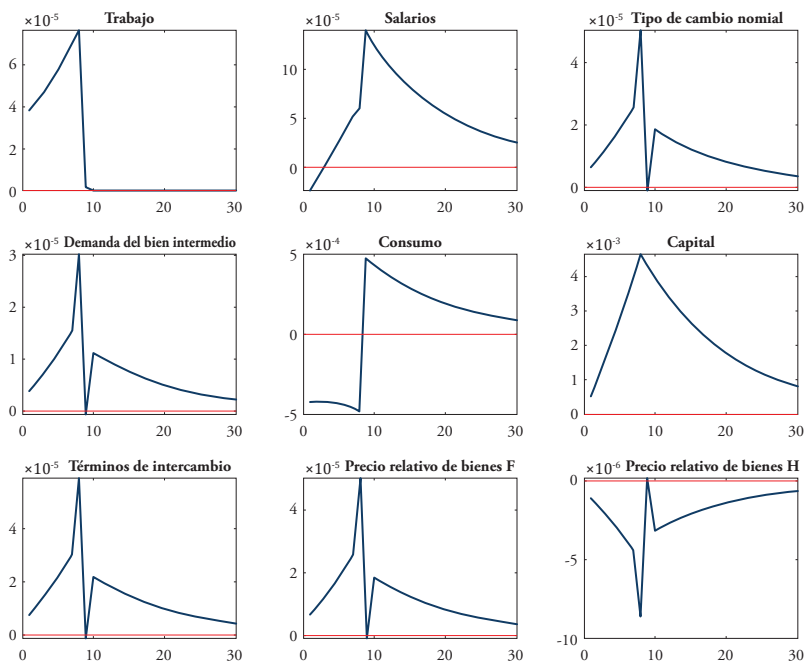 ×10-5 Trabajo
6
4
2
0
0 10 20 30
×10-5 Salarios
10
5
0
0 10 20 30
×10-5 Tipo de cambio nomial
4
2
0
0 10 20 30
×10-5 Demanda del bien intermedio
3
2
1
0
0 10 20 30
×10-4 Consumo
5
0
-5
0 10 20 30
×10-3 Capital
4
3
2
1
0
0 10 20 30
×10-5 Términos de intercambio
4
2
0
0 10 20 30
×10-5 Precio relativo de bienes F
4
2
0
0 10 20 30
×10-6 Precio relativo de bienes H
0
-5
-10
0 10 20 30